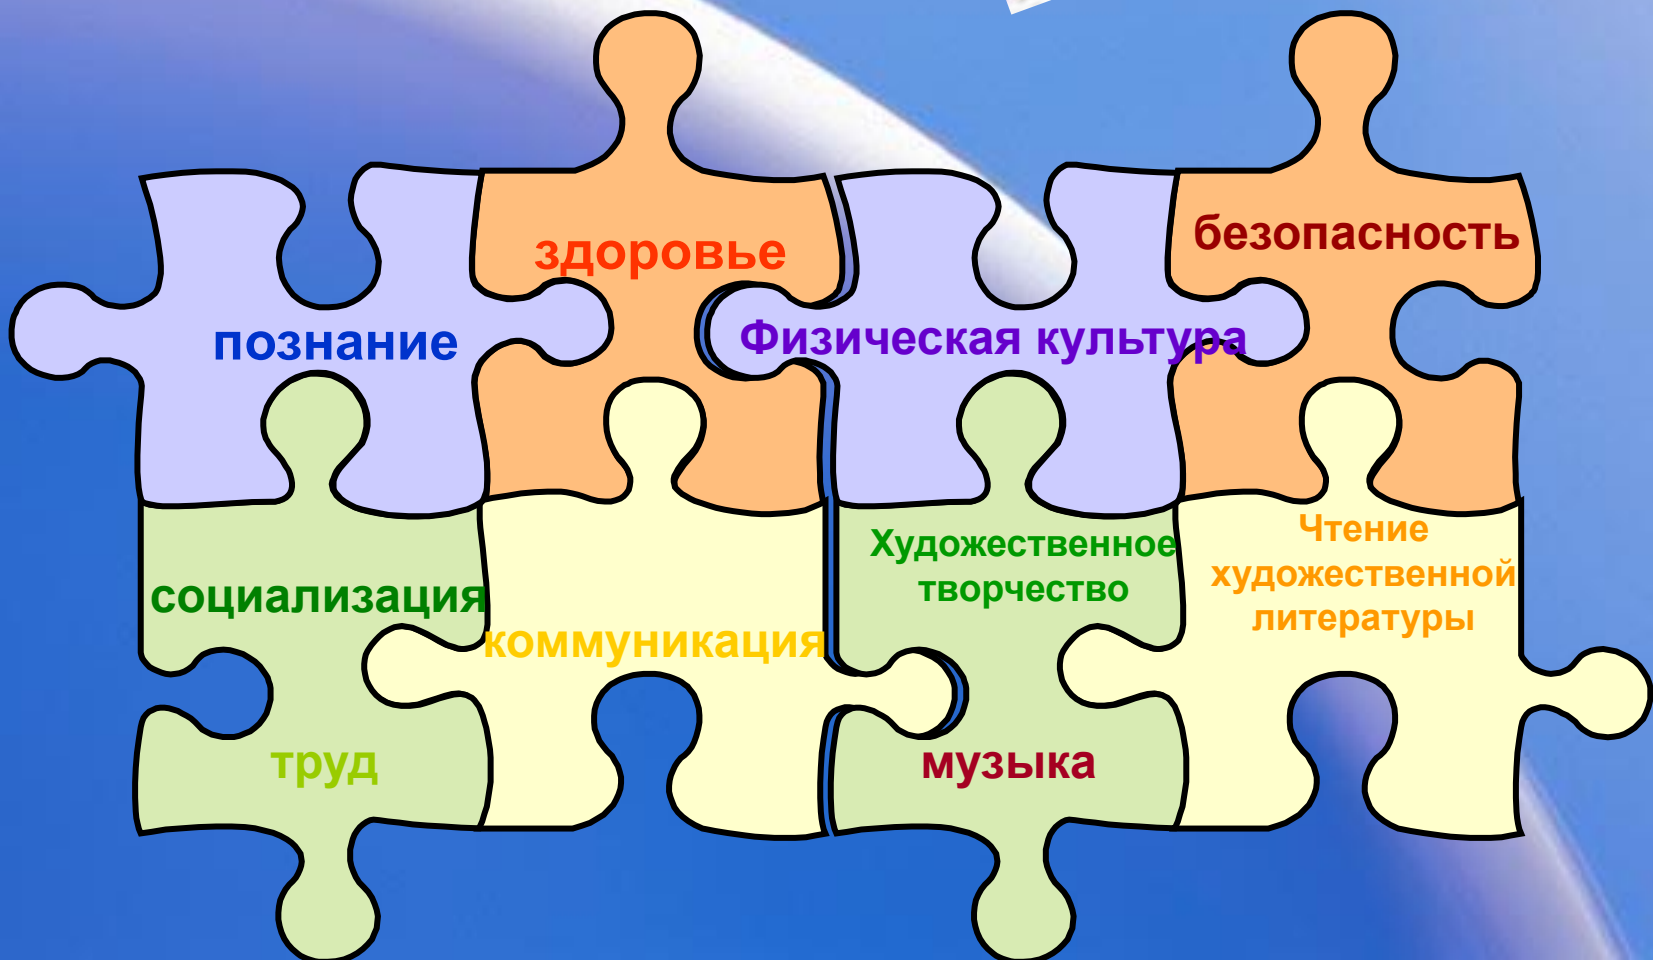 здоровье
безопасность
познание
Физическая культура
социализация
коммуникация
Художественное
творчество
Чтение
художественной
литературы
труд
музыка